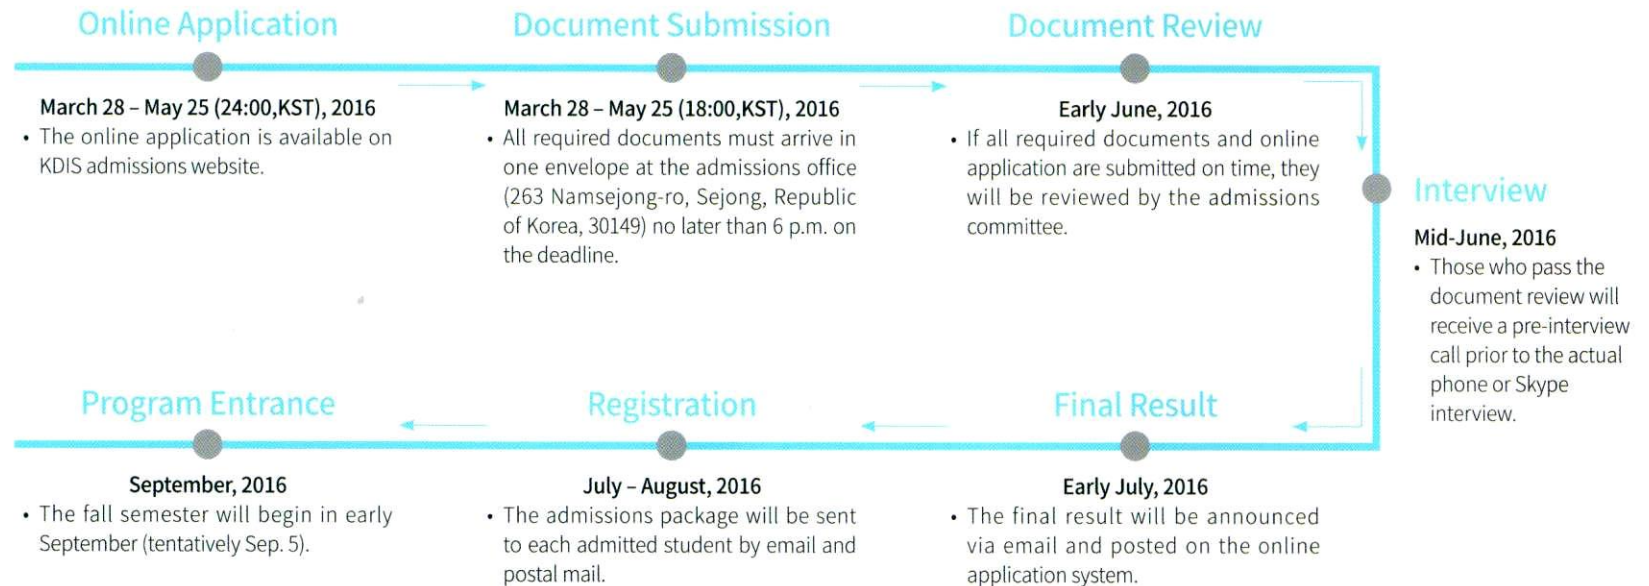 Online Application
March 28 – May 25 (24:00,KST), 2016
• The online application is available on
KDIS admissions website.
Document Submission
March 28 – May 25 (18:00,KST), 2016
• All required documents must arrive in
one envelope at the admissions office
(263 Namsejong-ro, Sejong, Republic
of Korea, 30149) no later than 6 p.m. on
the deadline.
Document Review
Early June, 2016
• If all required documents and online
application are submitted on time, they
will be reviewed by the admissions
committee.
Interview
Mid-June, 2016
• Those who pass the
document review will
receive a pre-interview
call prior to the actual
phone or Skype
interview.
Final Result
Early July, 2016
• The final result will be announced
via email and posted on the online
application system.
Registration
July – August, 2016
• The admissions package will be sent
to each admitted student by email and
postal mail.
Program Entrance
September, 2016
• The fall semester will begin in early
September (tentatively Sep. 5).